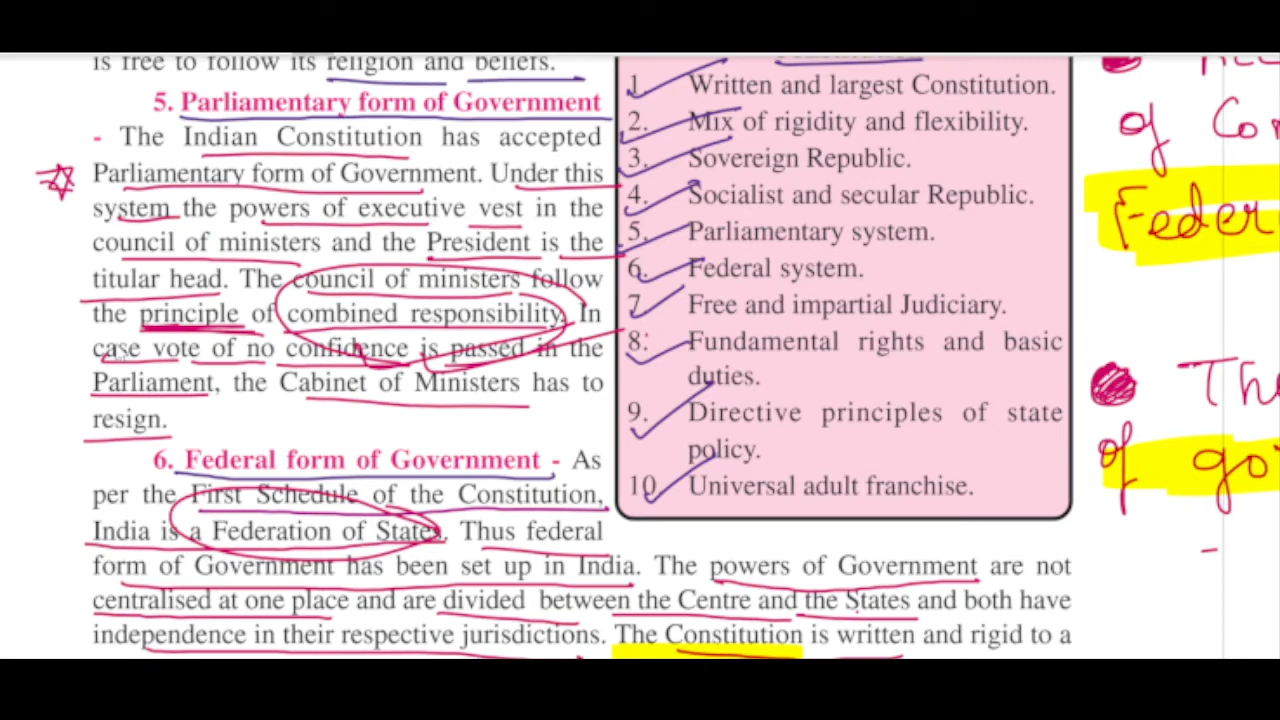 is free to follow its religion and beliefs.
5. Parliamentary form of Government
- The Indian Constitution has accepted
Parliamentary form of Government. Under this
system the powers of executive vest in the
council of ministers and the President is the
titular head. The council of ministers follow
the principle of combined responsibility. In
case vote of no confidence is passed in the
Parliament, the Cabinet of Ministers has to
resign.
6. Federal form of Government - As
per the First Schedule of the Constitution,
India is a Federation of States. Thus federal
form of Government has been set up in India. The powers of Government are not
centralised at one place and are divided between the Centre and the States and both have
independence in their respective jurisdictions. The Constitution is written and rigid to a
1. Written and largest Constitution.
2. Mix of rigidity and flexibility.
3. Sovereign Republic.
4. Socialist and secular Republic.
5. Parliamentary system.
6. Federal system.
7. Free and impartial Judiciary.
8. Fundamental rights and basic
duties.
9. Directive principles of state
policy.
10. Universal adult franchise.
of Con
Feder
The
of go